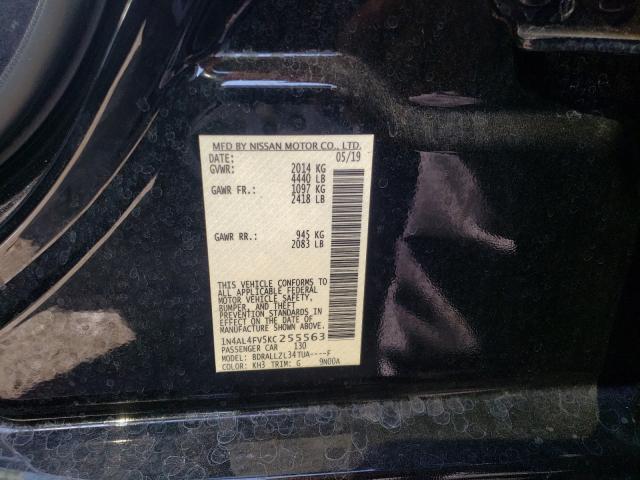 MFD BY NISSAN MOTOR CO., LTD.
DATE: 05/19
GVWR: 2014 KG
4440 LB
GAWR FR.: 1097 KG
2418 LB
GAWR RR.: 945 KG
2083 LB
THIS VEHICLE CONFORMS TO
ALL APPLICABLE FEDERAL
MOTOR VEHICLE SAFETY,
BUMPER, AND THEFT
PREVENTION STANDARDS IN
EFFECT ON THE DATE OF
MANUFACTURE SHOWN ABOVE.
1N4AL4FV5KC255563
PASSENGER CAR 130
MODEL: BDRALLZL34TUA----F
COLOR: KH3 TRIM: G 9N00A